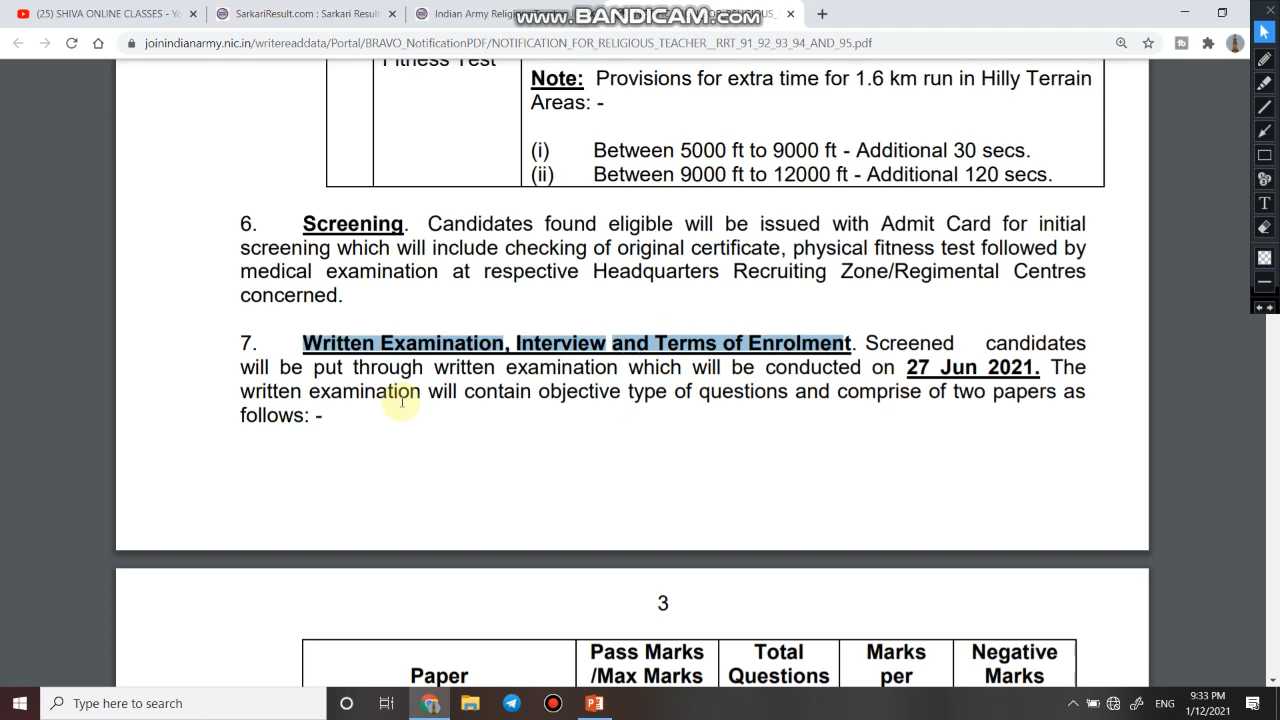 (25) SHIVA ONLINE CLASSES - Yo
SarkariResult.com : Sarkari Result
Indian Army Re
www.BANDICAM.com
joinindianarmy.nic.in/writereaddata/Portal/BRAVO_NotificationPDF/NOTIFICATION_FOR_RELIGIOUS_TEACHER__RRT_91_92_93_94_AND_95.pdf
Fitness Test
Note: Provisions for extra time for 1.6 km run in Hilly Terrain
Areas: -
(i) Between 5000 ft to 9000 ft - Additional 30 secs.
(ii) Between 9000 ft to 12000 ft - Additional 120 secs.
6. Screening. Candidates found eligible will be issued with Admit Card for initial
screening which will include checking of original certificate, physical fitness test followed by
medical examination at respective Headquarters Recruiting Zone/Regimental Centres
concerned.
7. Written Examination, Interview and Terms of Enrolment. Screened candidates
will be put through written examination which will be conducted on 27 Jun 2021. The
written examination will contain objective type of questions and comprise of two papers as
follows: -
3
Paper
Pass Marks
/Max Marks
Total
Questions
Marks
per
Negative
Marks
Type here to search
ENG
9:33 PM
1/12/2021